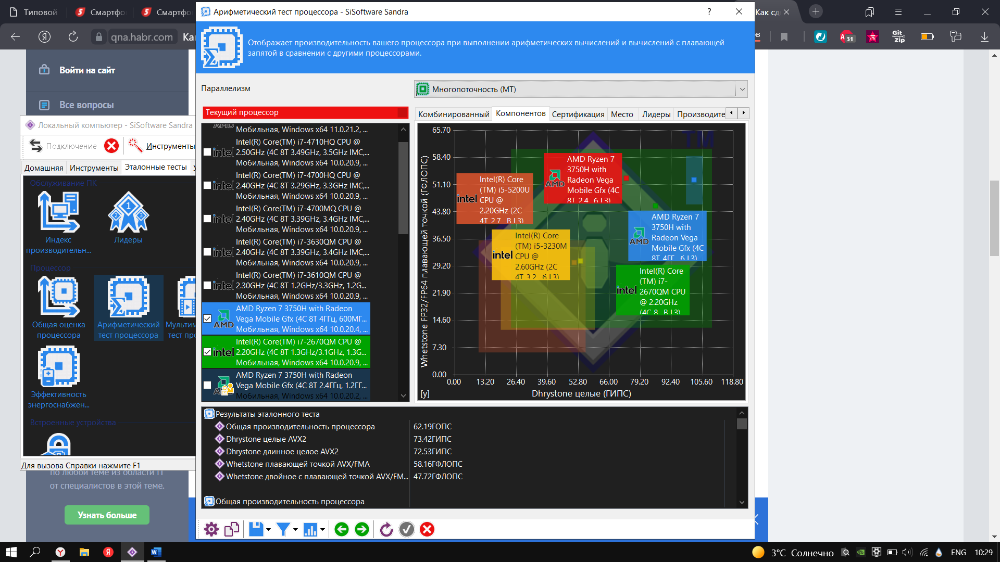 Типовой
Смартфо
Смартфо
Арифметический тест процессора - SiSoftware Sandra
?
Как сд
qna.habr.com
Отображает производительность вашего процессора при выполнении арифметических вычислений и вычислений с плавающей
запятой в сравнении с другими процессорами.
31
Git
Zip
Войти на сайт
Все вопросы
Параллелизм
Многопоточность (MT)
Текущий процессор
Комбинированный
Компонентов
Сертификация
Место
Лидеры
Производите
Локальный компьютер - SiSoftware Sandra
Подключение
Инструменты
Домашняя
Инструменты
Эталонные тесты
Обслуживание ПК
Индекс
производительн...
Лидеры
Процессор
Общая оценка
процессора
Арифметический
тест процессора
Мультим
тест про
Эффективность
энергоснабжен...
Встроенные устройства
Для вызова Справки нажмите F1
по любой теме из области IT
от специалистов в этой теме.
Узнать больше
Мобильная, Windows x64 11.0.21.2, ...
intel
Intel(R) Core(TM) i7-4710HQ CPU @
2.50GHz (4C 8T 3.49GHz, 3.5GHz IMC,...
Мобильная, Windows x64 10.0.20.9, ...
intel
Intel(R) Core(TM) i7-4700HQ CPU @
2.40GHz (4C 8T 3.29GHz, 3.3GHz IMC,...
Мобильная, Windows x64 10.0.20.9, ...
intel
Intel(R) Core(TM) i7-4700MQ CPU @
2.40GHz (4C 8T 3.39GHz, 3.4GHz IMC,...
Мобильная, Windows x64 10.0.20.9, ...
intel
Intel(R) Core(TM) i7-3630QM CPU @
2.40GHz (4C 8T 3.39GHz, 3.4GHz IMC,...
Мобильная, Windows x64 10.0.20.9, ...
intel
Intel(R) Core(TM) i7-3610QM CPU @
2.30GHz (4C 8T 1.2GHz/3.3GHz, 1.2G...
Мобильная, Windows x64 10.0.20.9, ...
AMD
AMD Ryzen 7 3750H with Radeon
Vega Mobile Gfx (4C 8T 4ГГц, 600МГ...
Мобильная, Windows x64 10.0.20.4, ...
intel
Intel(R) Core(TM) i7-2670QM CPU @
2.20GHz (4C 8T 1.3GHz/3.1GHz, 1.3G...
Мобильная, Windows x64 10.0.20.9, ...
AMD Ryzen 7 3750H with Radeon
Vega Mobile Gfx (4C 8T 2.4ГГц, 1.2ГГ...
Мобильная, Windows x64 10.0.20.2, ...
TM
65.70
58.40
51.10
43.80
36.50
29.20
21.90
14.60
7.30
0.00
Whetstone FP32/FP64 плавающей точкой (ГФЛОПС)
0.00
13.20
26.40
39.60
52.80
66.00
79.20
92.40
105.60
118.80
[y]
Dhrystone целые (ГИПС)
intel
Intel(R) Core
(TM) i5-5200U
CPU @
2.20GHz (2C
AMD
AMD Ryzen 7
3750H with
Radeon Vega
Mobile Gfx (4C
intel
Intel(R) Core
(TM) i5-3230M
CPU @
2.60GHz (2C
AMD
AMD Ryzen 7
3750H with
Radeon Vega
Mobile Gfx (4C
intel
Intel(R) Core
(TM) i7-
2670QM CPU
@ 2.20GHz
Результаты эталонного теста
Общая производительность процессора 62.19ГОПС
Dhrystone целые AVX2 73.42ГИПС
Dhrystone длинное целое AVX2 72.53ГИПС
Whetstone плавающей точкой AVX/FMA 58.16ГФЛОПС
Whetstone двойное с плавающей точкой AVX/FM... 47.72ГФЛОПС
Общая производительность процессора
3°C Солнечно
ENG
10:29